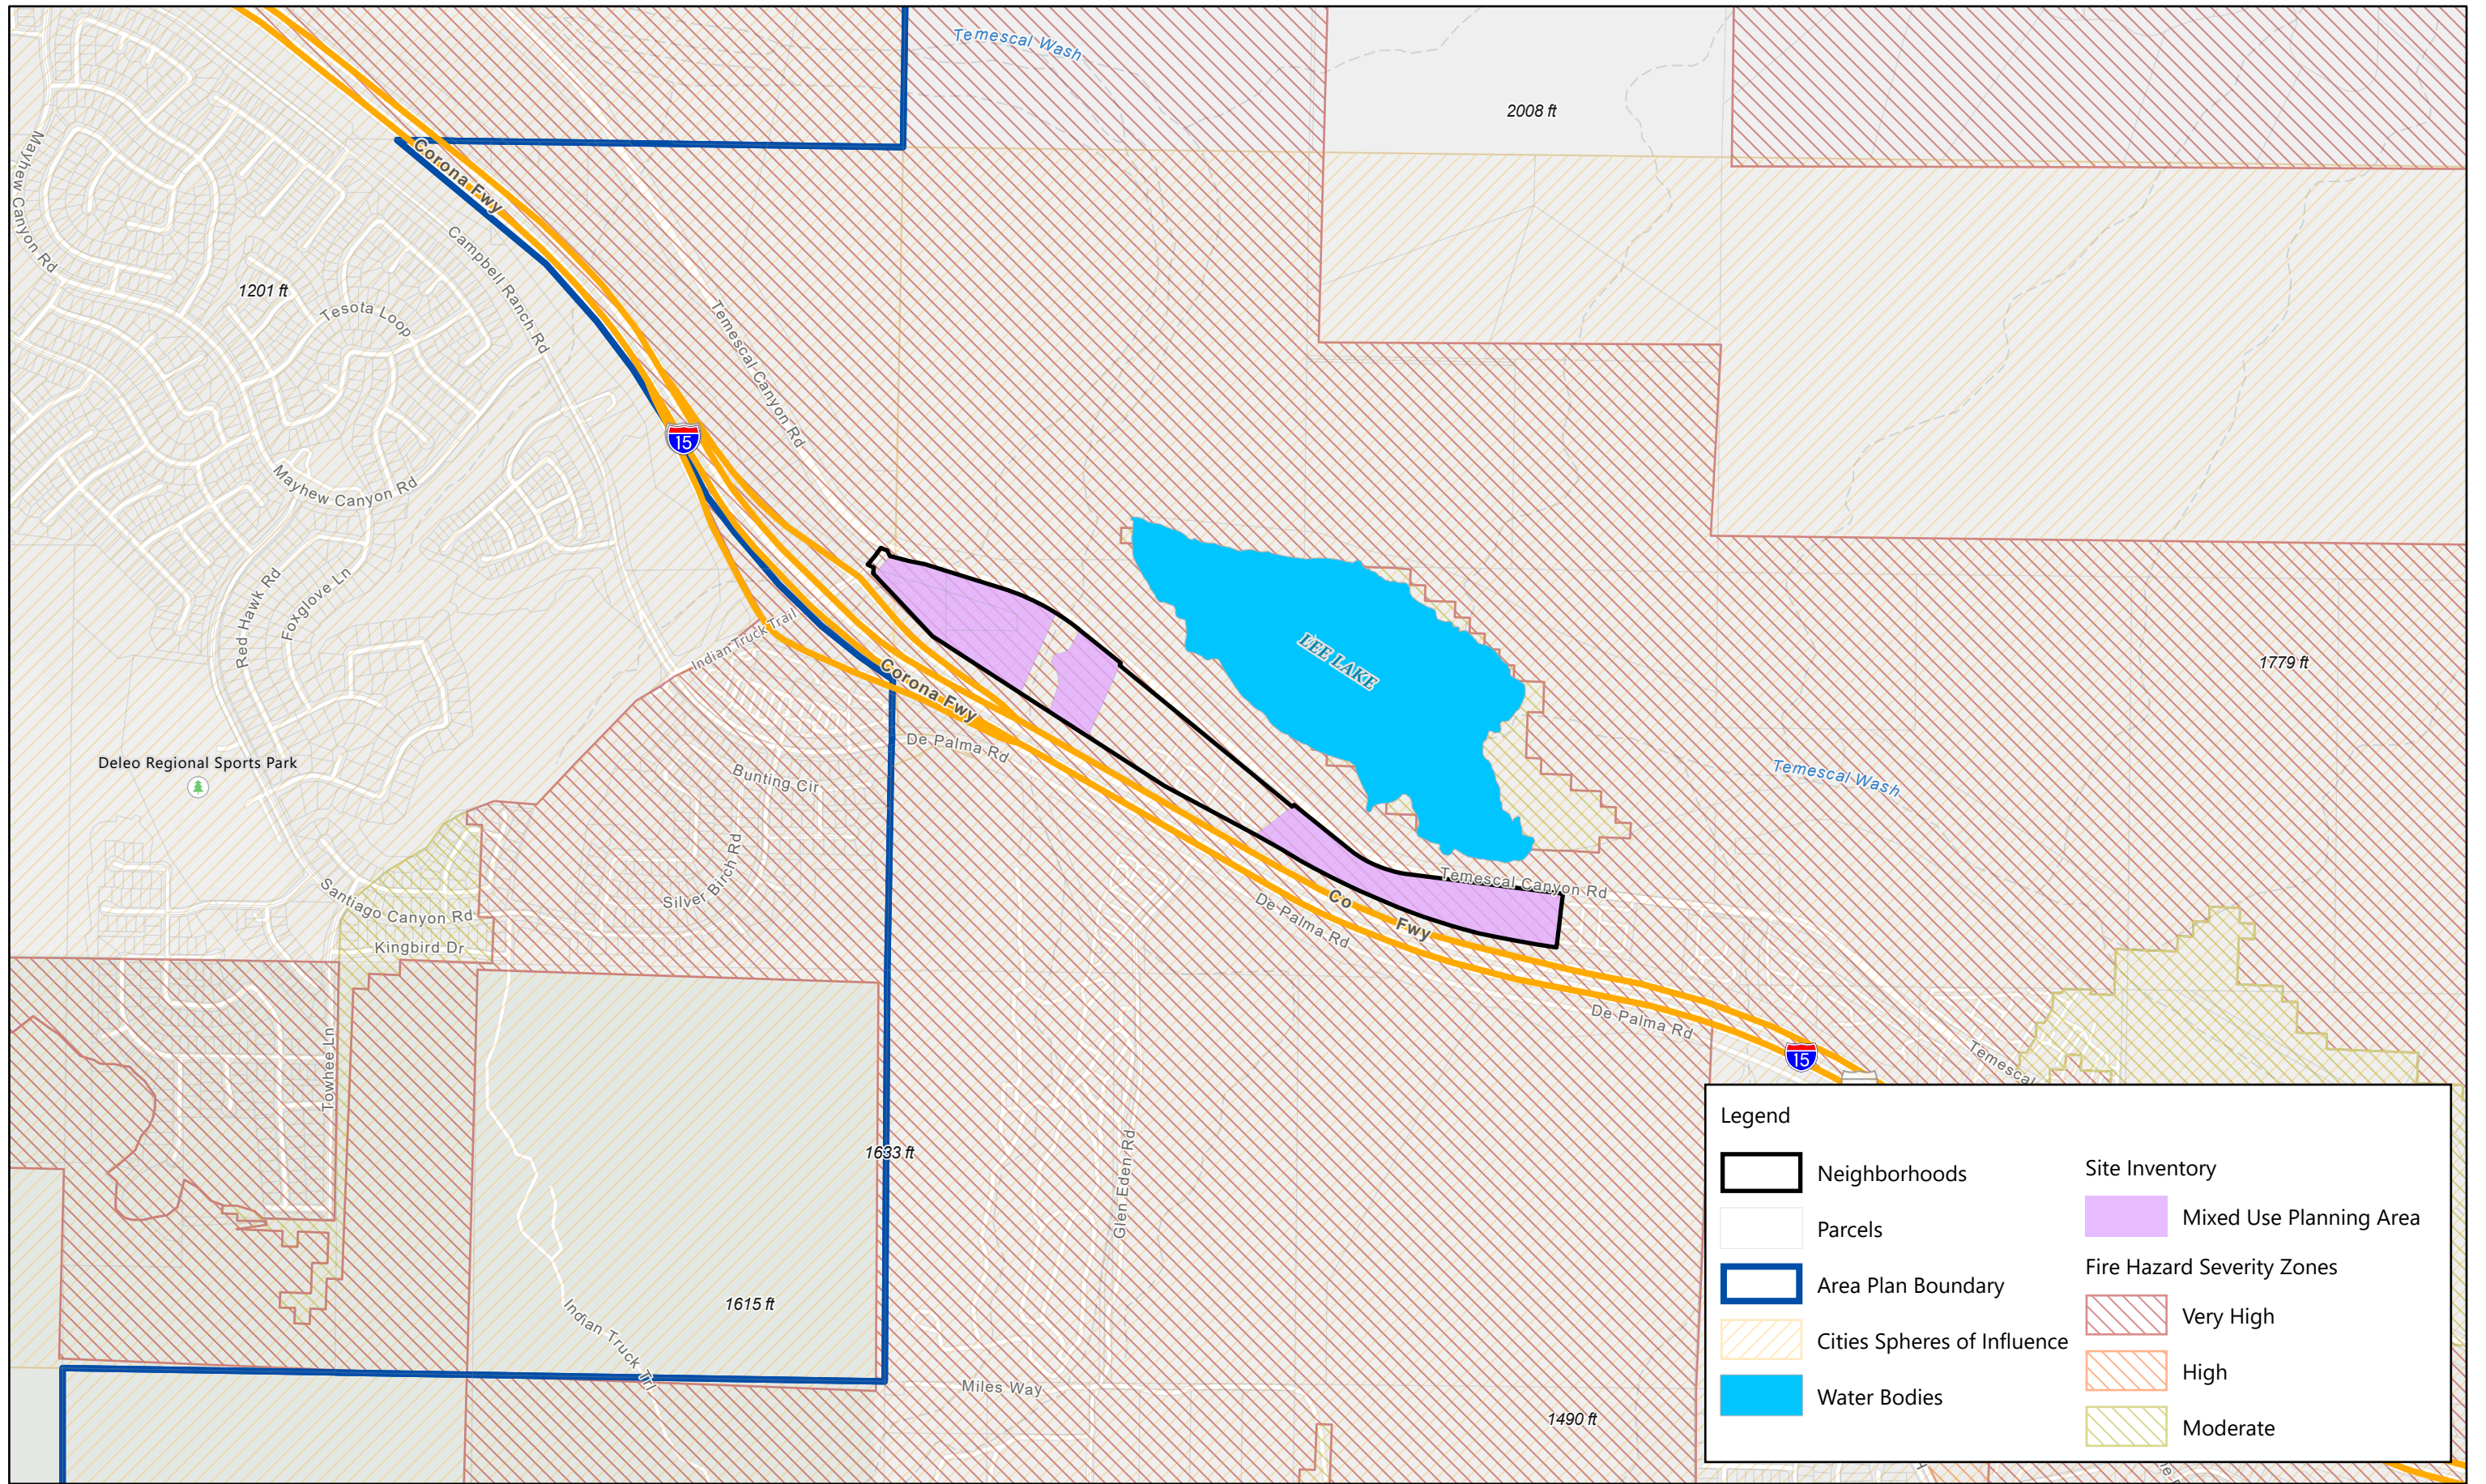 Temescal Wash
2008 ft
Corona Fwy
Mayhew Canyon Rd
Campbell Ranch Rd
1201 ft
Tesota Loop
Temescal Canyon Rd
15
Mayhew Canyon Rd
Red Hawk Rd
Foxglove Ln
Indian Truck Trail
LEE LAKE
1779 ft
Corona Fwy
De Palma Rd
Deleo Regional Sports Park
Bunting Cir
Temescal Wash
Silver Birch Rd
Santiago Canyon Rd
Kingbird Dr
Temescal Canyon Rd
Co
Fwy
De Palma Rd
De Palma Rd
15
Temescal
Towhee Ln
1633 ft
Glen Eden Rd
1615 ft
Indian Truck Trl
Miles Way
1490 ft
Legend
Neighborhoods
Parcels
Area Plan Boundary
Cities Spheres of Influence
Water Bodies
Site Inventory
Mixed Use Planning Area
Fire Hazard Severity Zones
Very High
High
Moderate